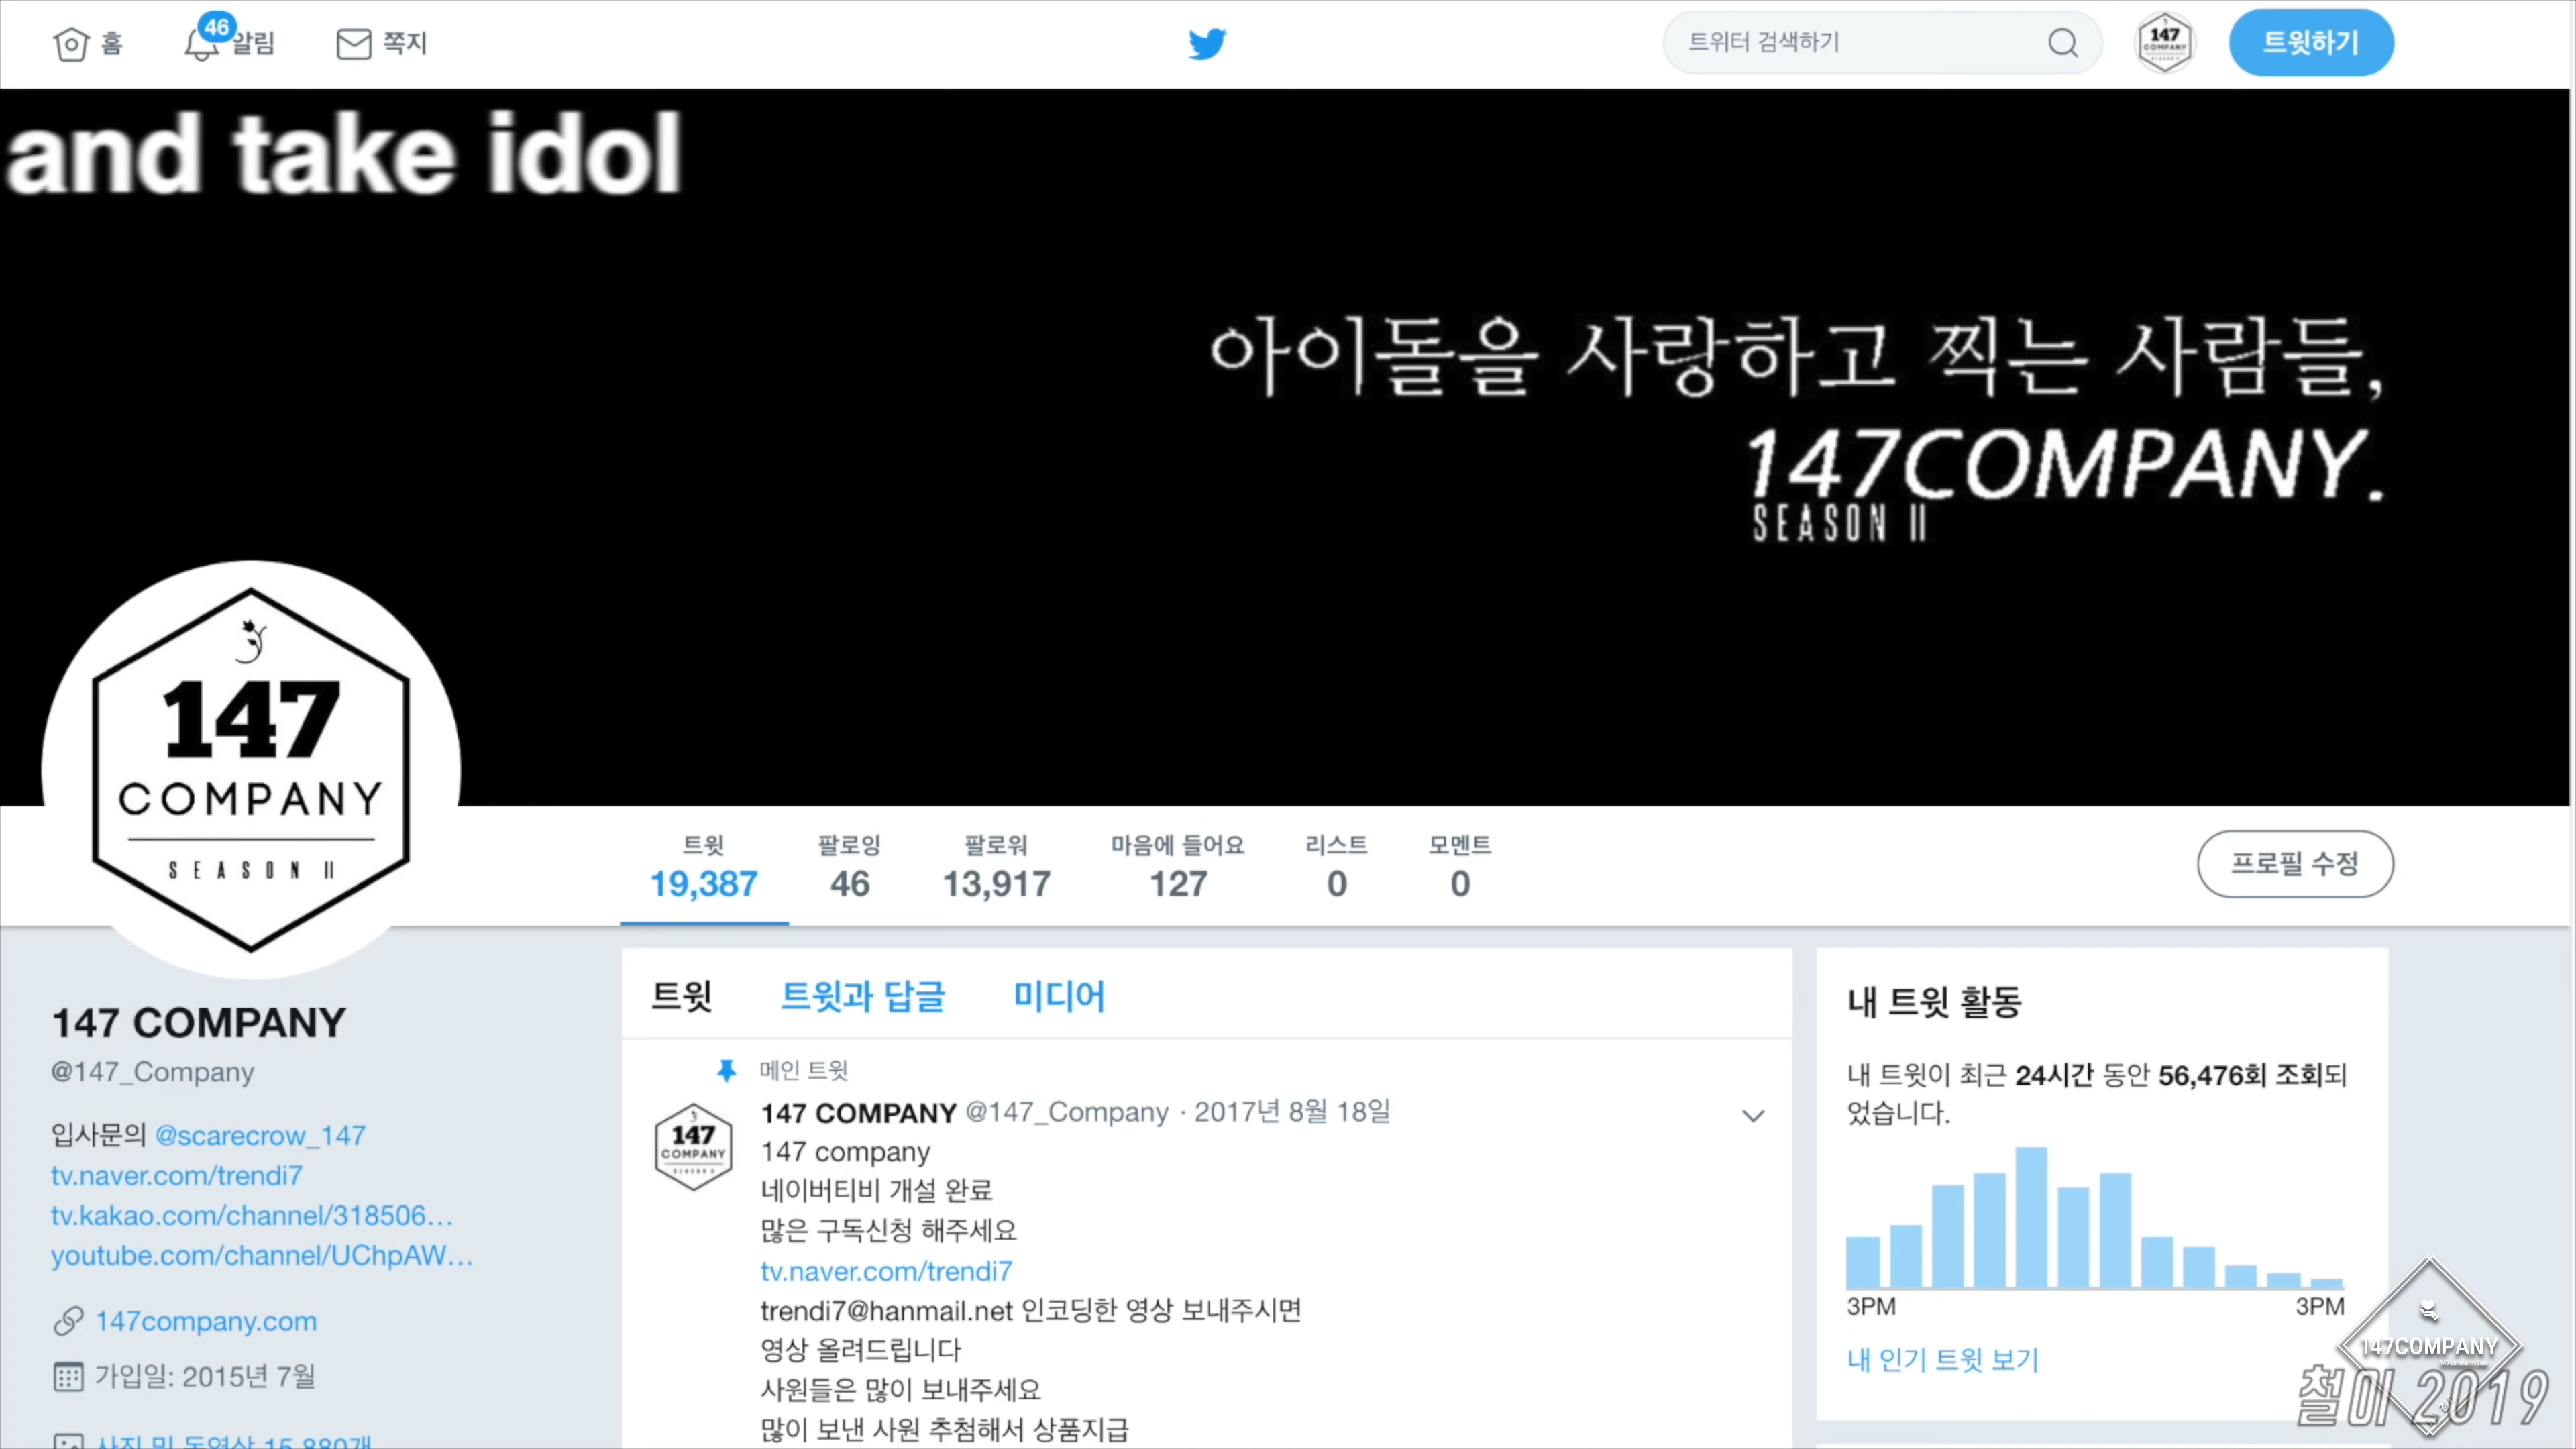 홈
46
알림
쪽지
트위터 검색하기
147
COMPANY
트윗하기
and take idol
아이돌을 사랑하고 찍는 사람들,
147COMPANY.
SEASON II
147
COMPANY
SEASON II
트윗 팔로잉 팔로워 마음에 들어요 리스트 모멘트
19,387 46 13,917 127 0 0
프로필 수정
147 COMPANY
@147_Company
입사문의 @scarecrow_147
tv.naver.com/trendi7
tv.kakao.com/channel/318506...
youtube.com/channel/UChpAW...
147company.com
가입일: 2015년 7월
사진 및 동영상 15,880개
트윗 트윗과 답글 미디어
메인 트윗
147 COMPANY @147_Company · 2017년 8월 18일
147
COMPANY
147 company
네이버티비 개설 완료
많은 구독신청 해주세요
tv.naver.com/trendi7
trendi7@hanmail.net 인코딩한 영상 보내주시면
영상 올려드립니다
사원들은 많이 보내주세요
많이 보낸 사원 추첨해서 상품지급
내 트윗 활동
내 트윗이 최근 24시간 동안 56,476회 조회되
었습니다.
3PM 3PM
내 인기 트윗 보기
147COMPANY
철이 2019